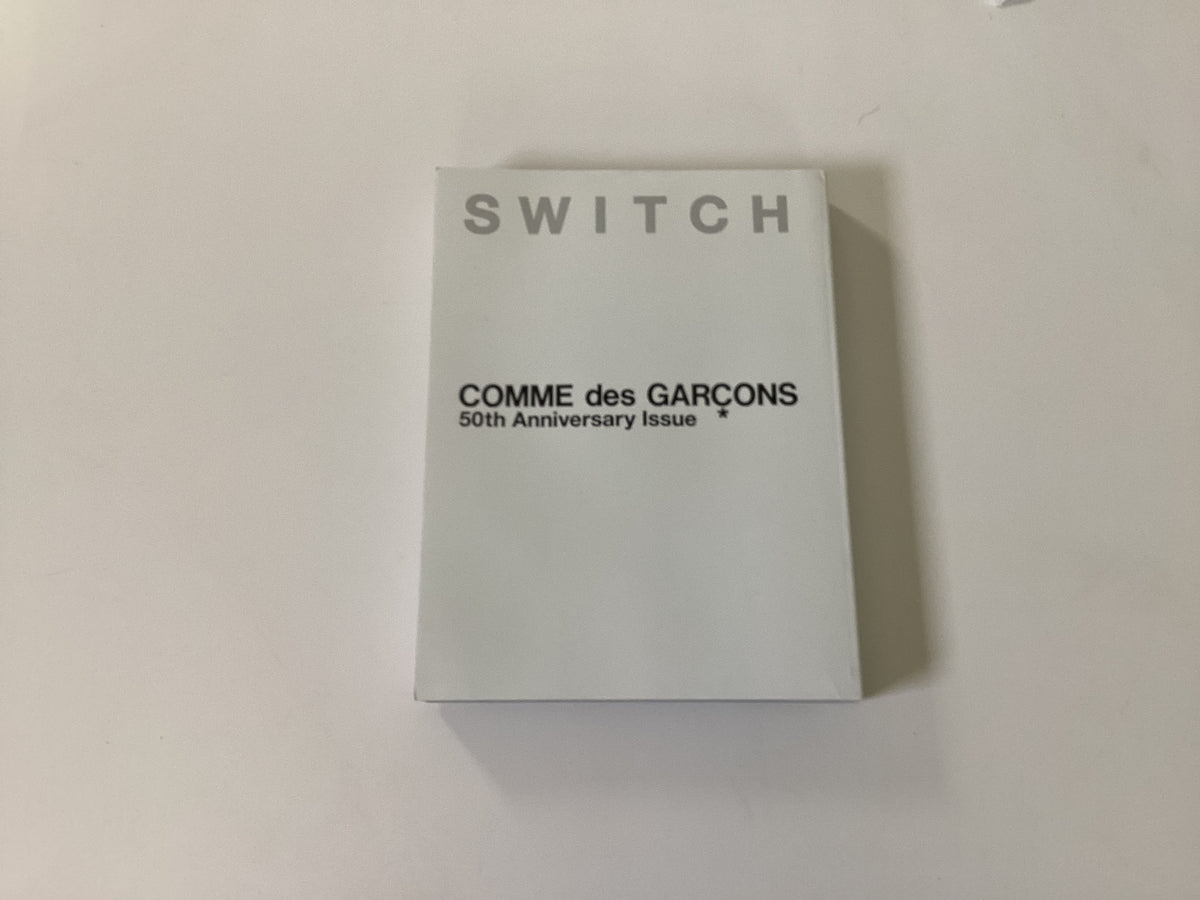 SWITCH
COMME des GARÇONS
50th Anniversary Issue *